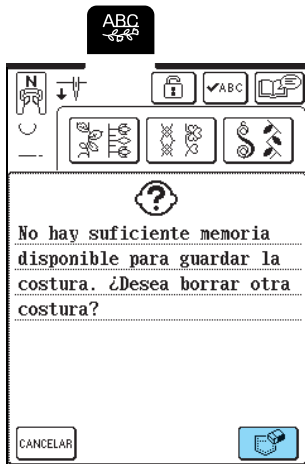 ABC
N
✔ABC
No hay suficiente memoria
disponible para guardar la
costura. ¿Desea borrar otra
costura?
CANCELAR